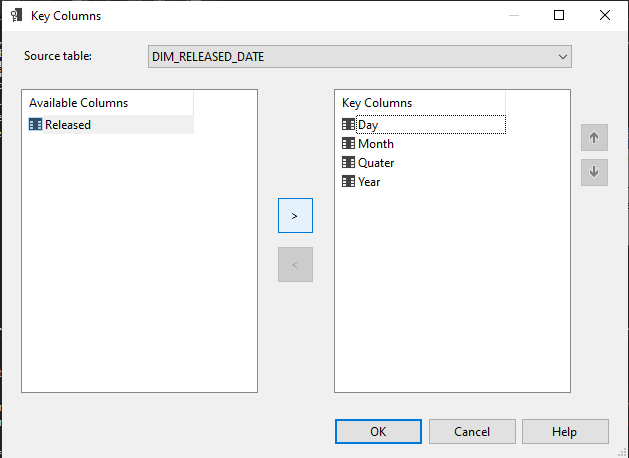 Key Columns
Source table:
DIM_RELEASED_DATE
Available Columns
Released
>
<
Key Columns
Day
Month
Quater
Year
OK
Cancel
Help